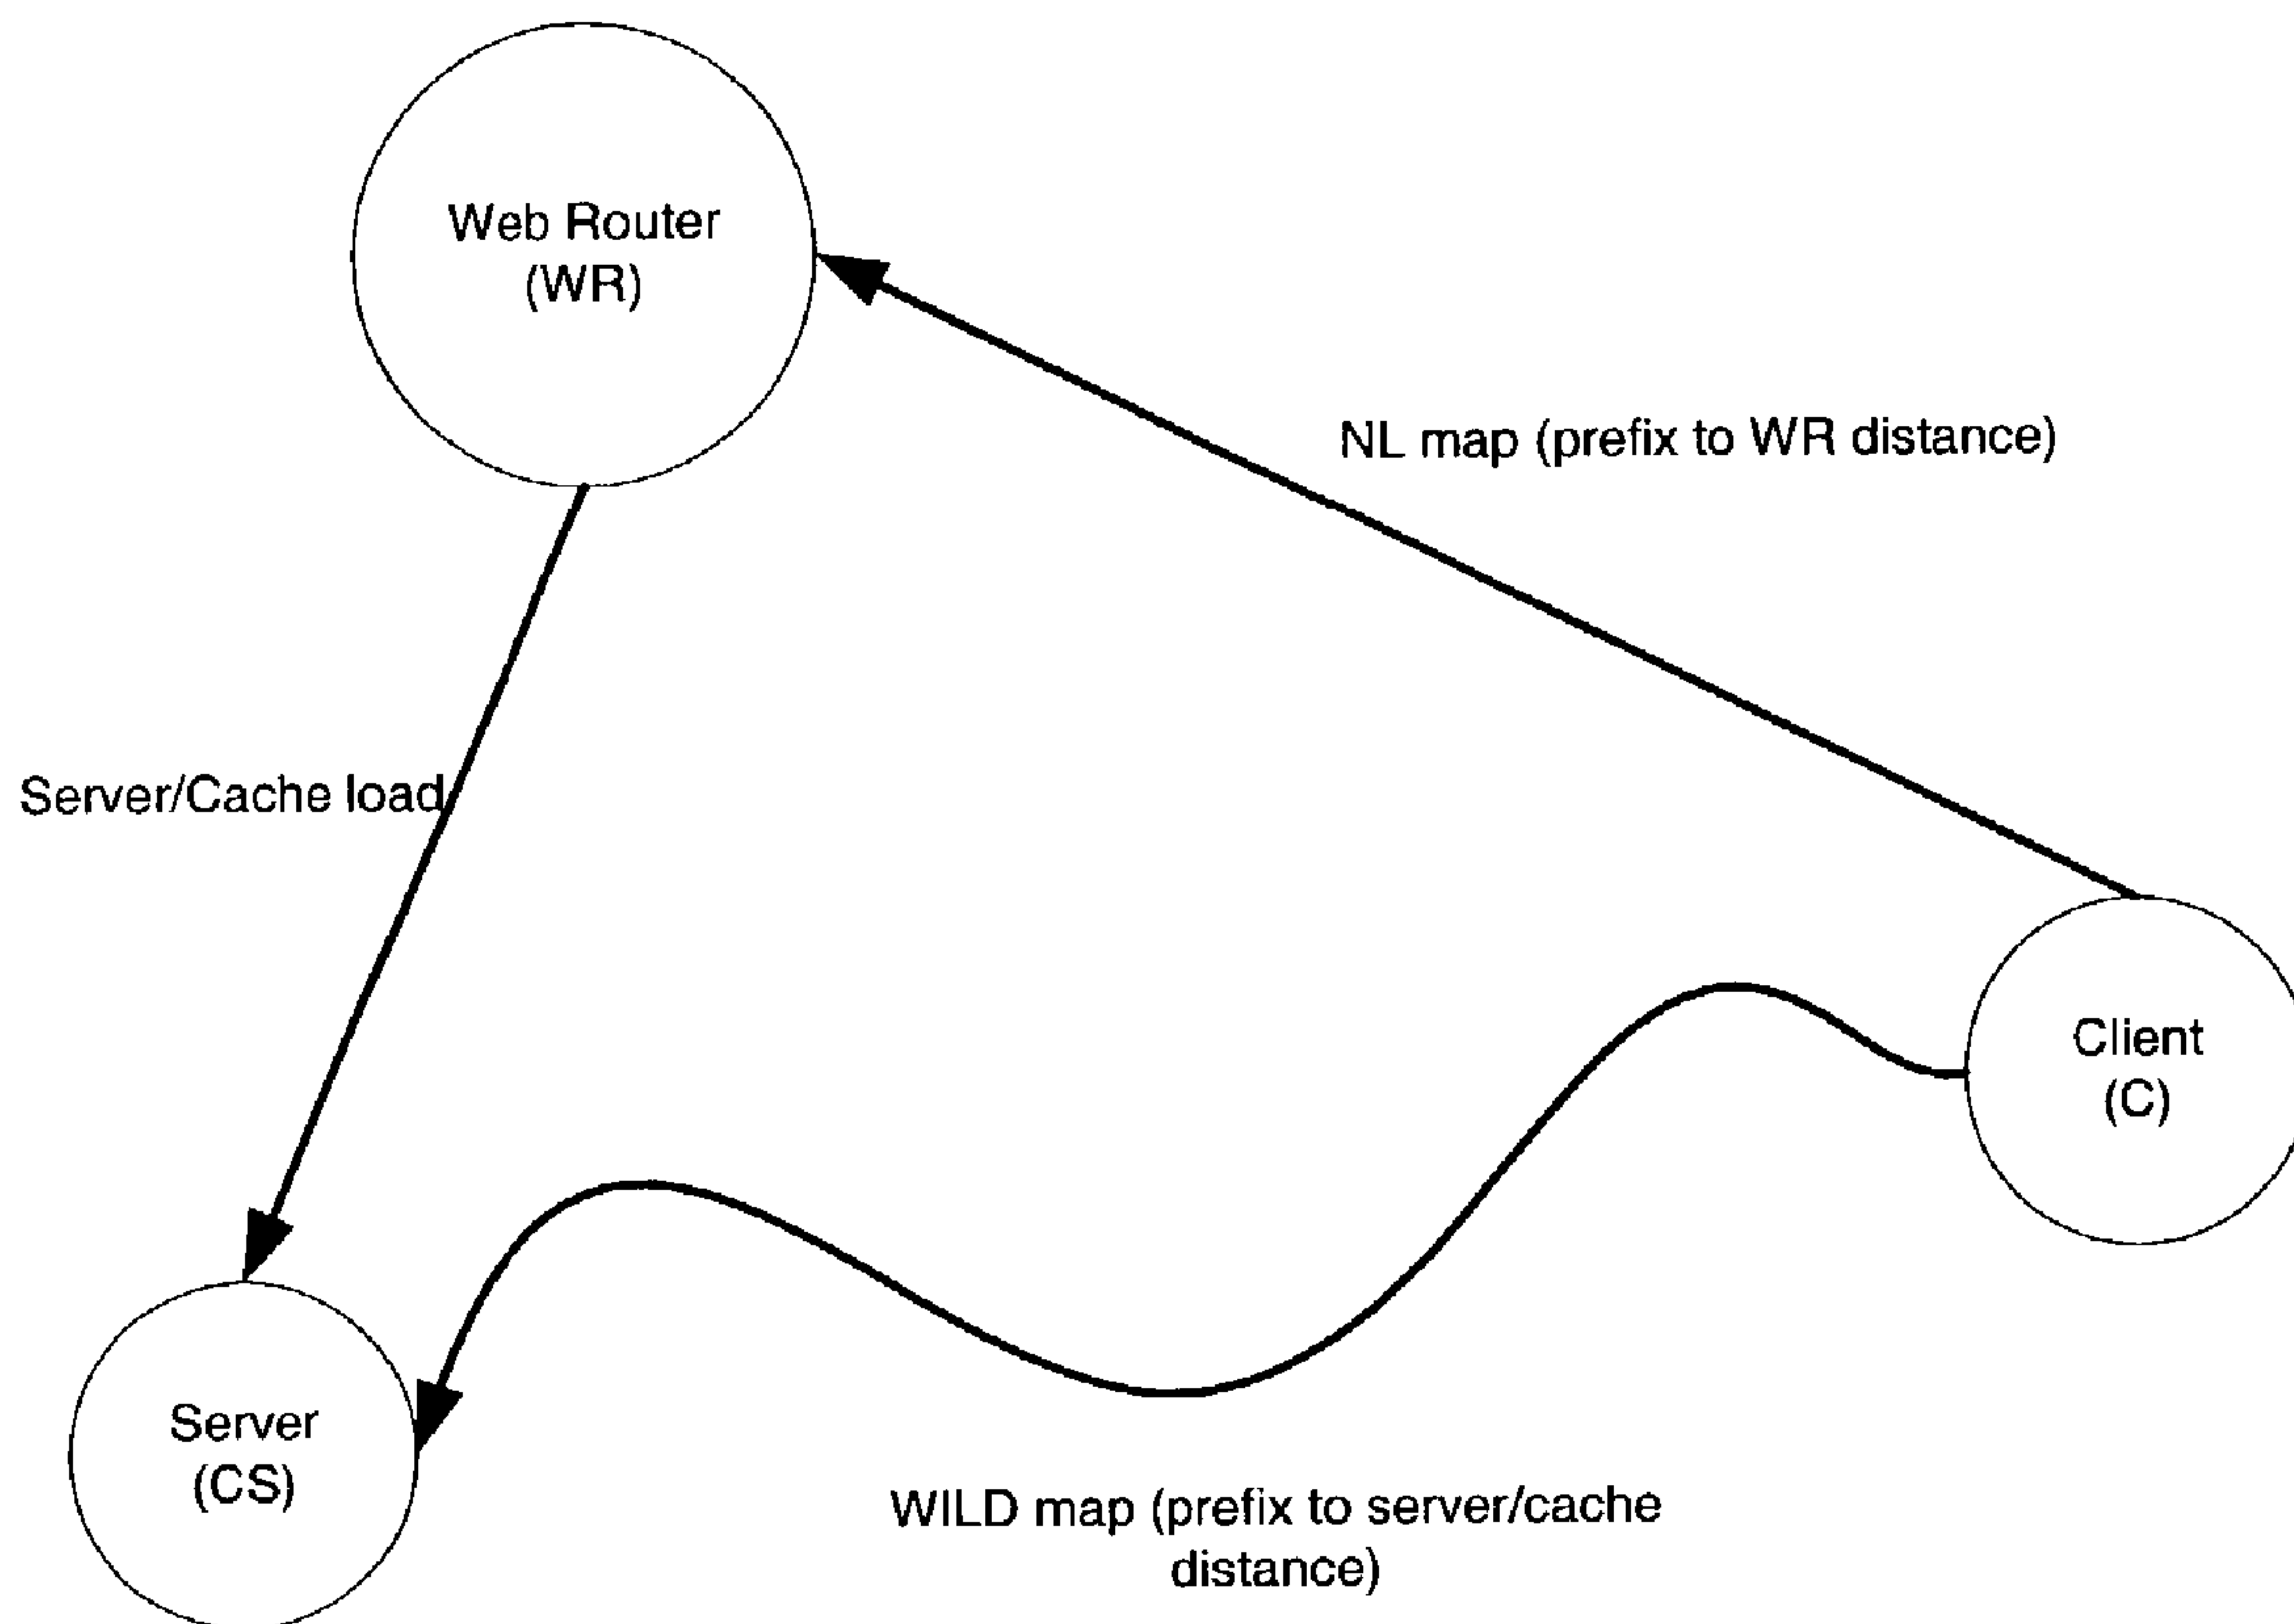 Web Router
(WR)
NL map (prefix to WR distance)
Server/Cache load
Client
(C)
Server
(CS)
WILD map (prefix to server/cache
distance)